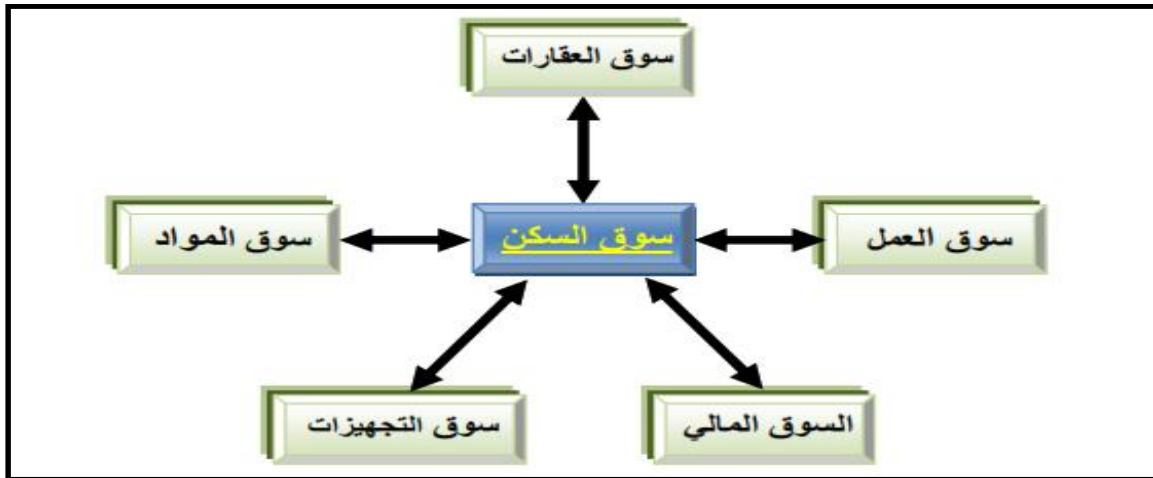 سوق العقارات
سوق العمل
سوق السكن
سوق المواد
السوق المالي
سوق التجهيزات